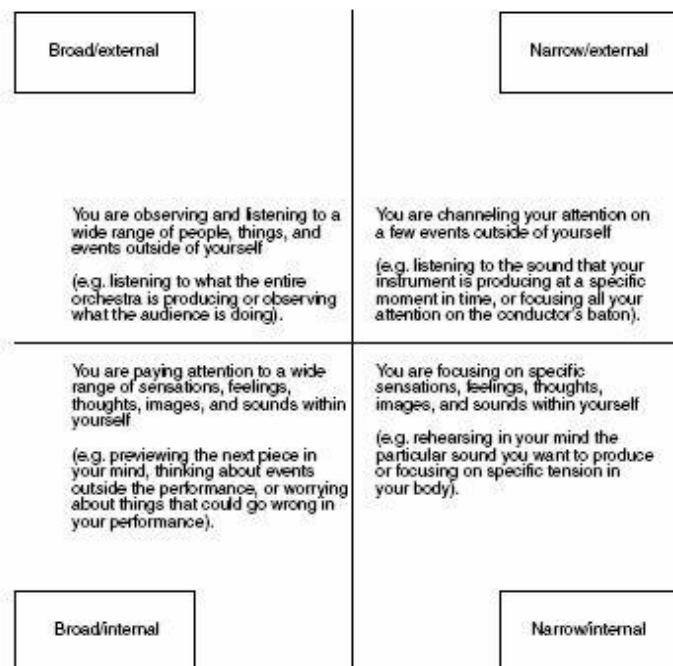 Broad/external
Narrow/external
You are observing and listening to a
wide range of people, things, and
events outside of yourself
(e.g. listening to what the entire
orchestra is producing or observing
what the audience is doing).
You are channeling your attention on
a few events outside of yourself
(e.g. listening to the sound that your
instrument is producing at a specific
moment in time, or focusing all your
attention on the conductor's baton).
You are paying attention to a wide
range of sensations, feelings,
thoughts, images, and sounds within
yourself
(e.g. previewing the next piece in
your mind, thinking about events
outside the performance, or worrying
about things that could go wrong in
your performance).
You are focusing on specific
sensations, feelings, thoughts,
images, and sounds within yourself
(e.g. rehearsing in your mind the
particular sound you want to produce
or focusing on specific tension in
your body).
Broad/internal
Narrow/internal